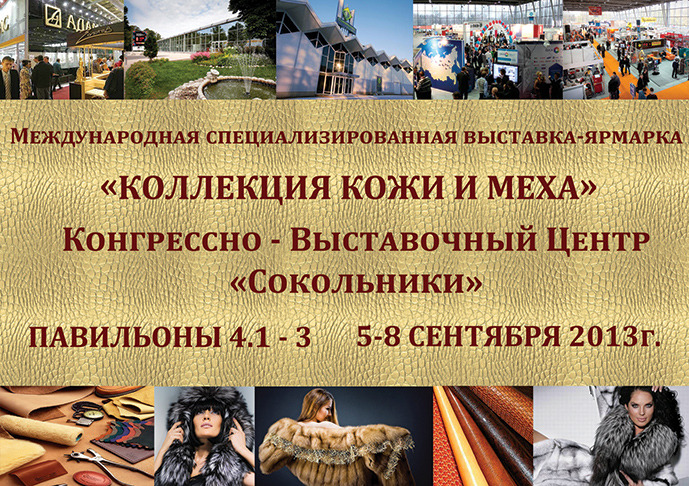 АДАМ
МЕЖДУНАРОДНАЯ СПЕЦИАЛИЗИРОВАННАЯ ВЫСТАВКА-ЯРМАРКА
«КОЛЛЕКЦИЯ КОЖИ И МЕХА»
КОНГРЕССНО - ВЫСТАВОЧНЫЙ ЦЕНТР
«СОКОЛЬНИКИ»
ПАВИЛЬОНЫ 4.1 - 3 5-8 СЕНТЯБРЯ 2013г.